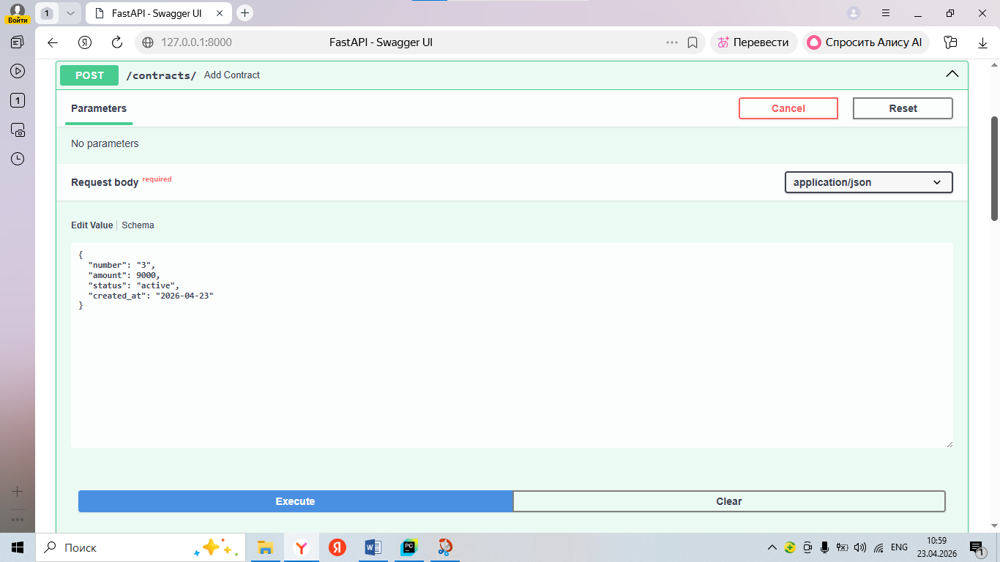 Войти
1
FastAPI - Swagger UI
127.0.0.1:8000
FastAPI - Swagger UI
Перевести
Спросить Алису AI
1
POST /contracts/ Add Contract
Parameters
Cancel
Reset
No parameters
Request body required
application/json
Edit Value | Schema
{
  "number": "3",
  "amount": 9000,
  "status": "active",
  "created_at": "2026-04-23"
}
Execute
Clear
Поиск
ENG
10:59
23.04.2026
1